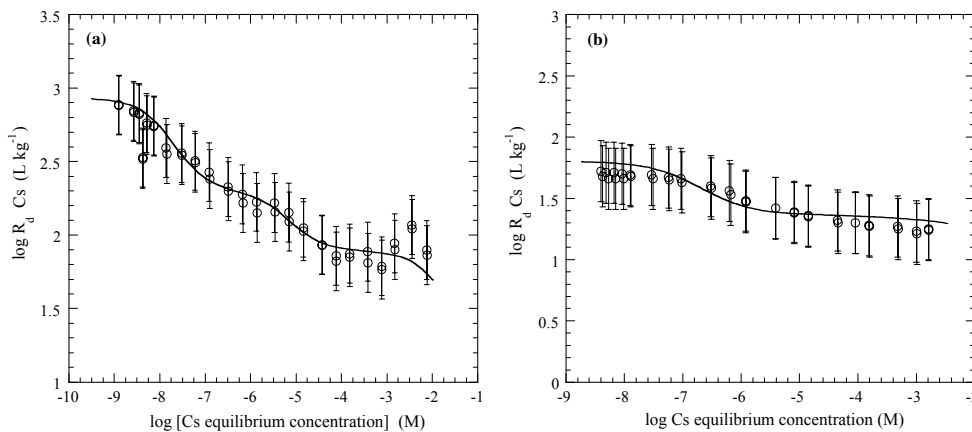 (a)
3.5
3
2.5
2
1.5
1
log R_d Cs (L kg⁻¹)
-10 -9 -8 -7 -6 -5 -4 -3 -2 -1
log [Cs equilibrium concentration] (M)
(b)
3
2.5
2
1.5
1
0.5
0
log R_d Cs (L kg⁻¹)
-9 -8 -7 -6 -5 -4 -3 -2
log Cs equilibrium concentration (M)